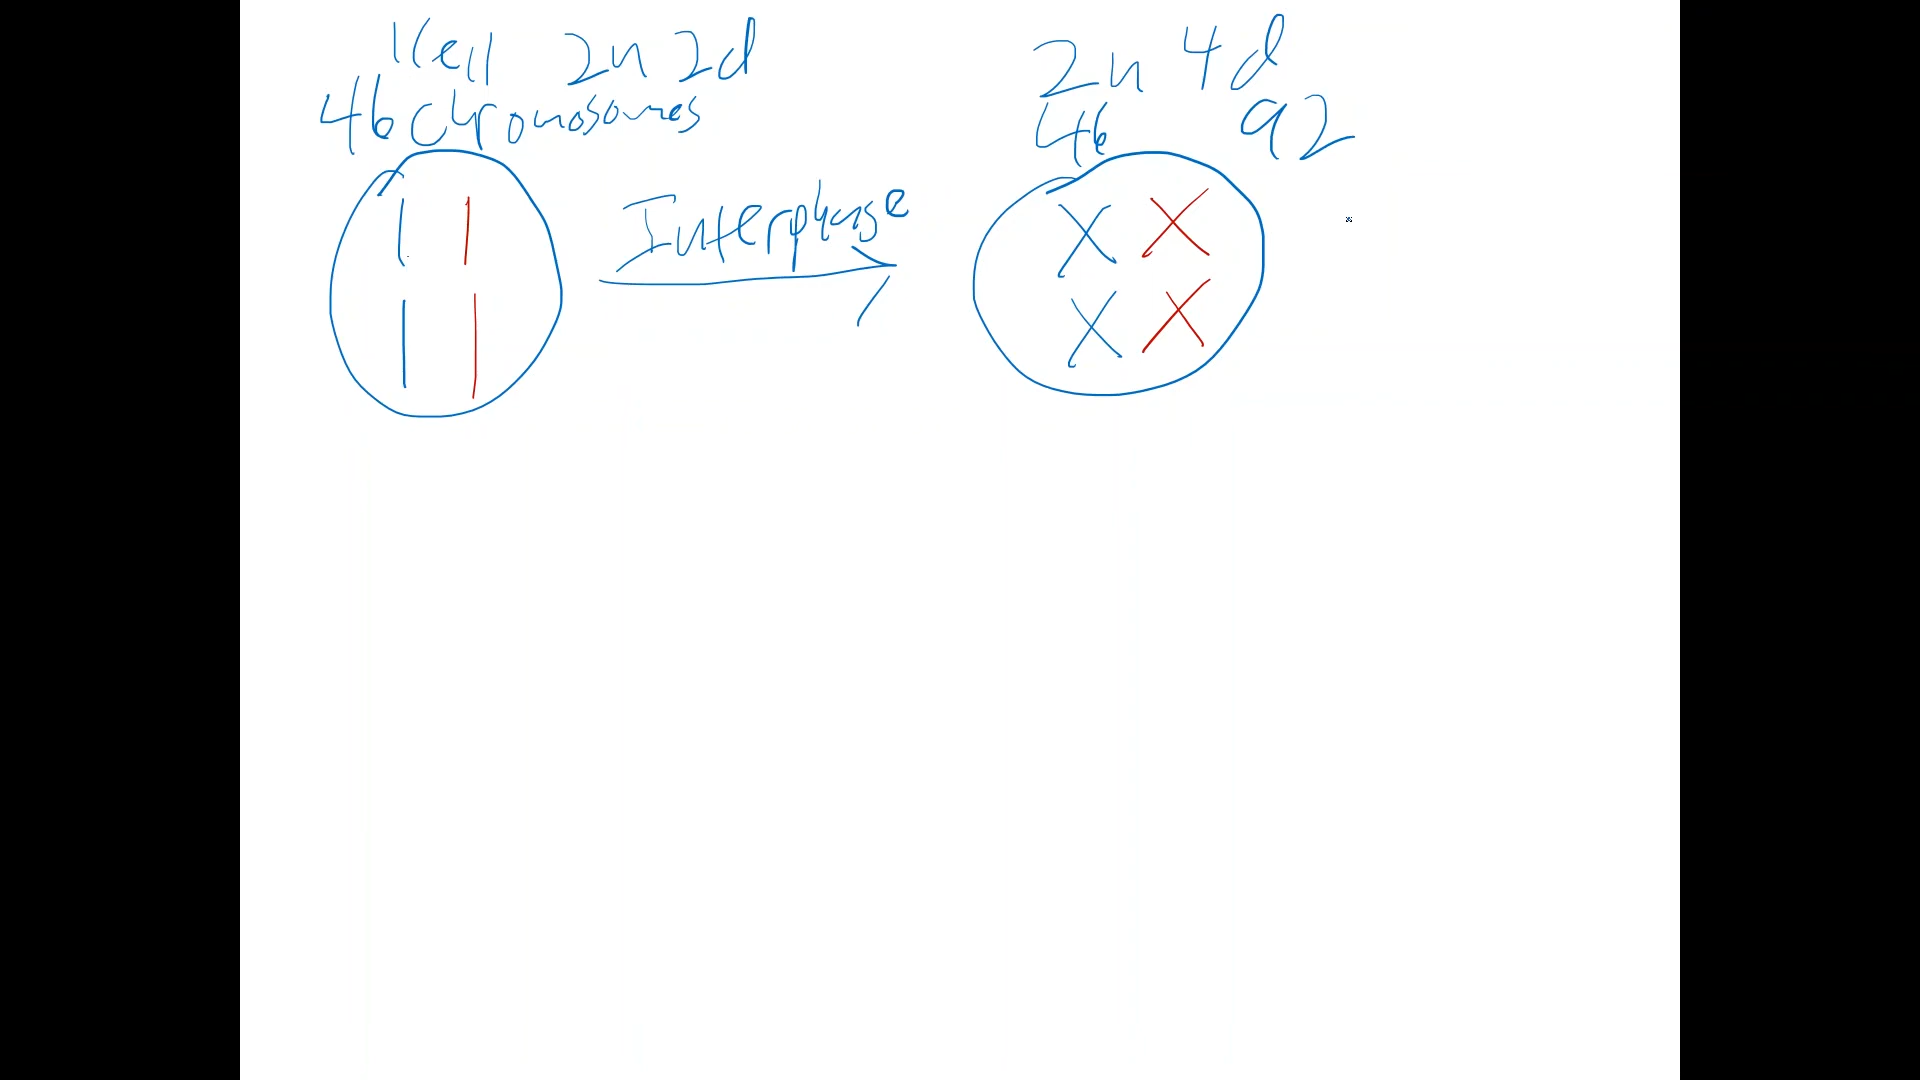 1 Cell 2n 2d
46 chromosomes
Interphase
2n 4d
46 92